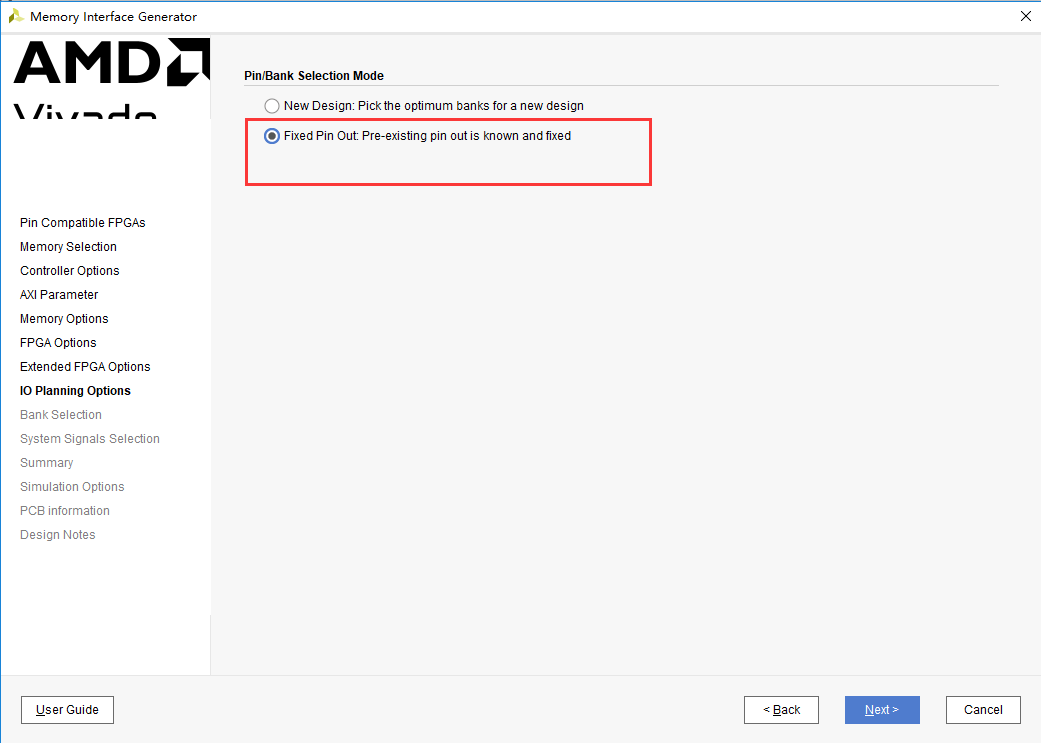 Memory Interface Generator
AMD
Vivado
Pin/Bank Selection Mode
New Design: Pick the optimum banks for a new design
Fixed Pin Out: Pre-existing pin out is known and fixed
Pin Compatible FPGAs
Memory Selection
Controller Options
AXI Parameter
Memory Options
FPGA Options
Extended FPGA Options
IO Planning Options
Bank Selection
System Signals Selection
Summary
Simulation Options
PCB information
Design Notes
User Guide
< Back
Next >
Cancel